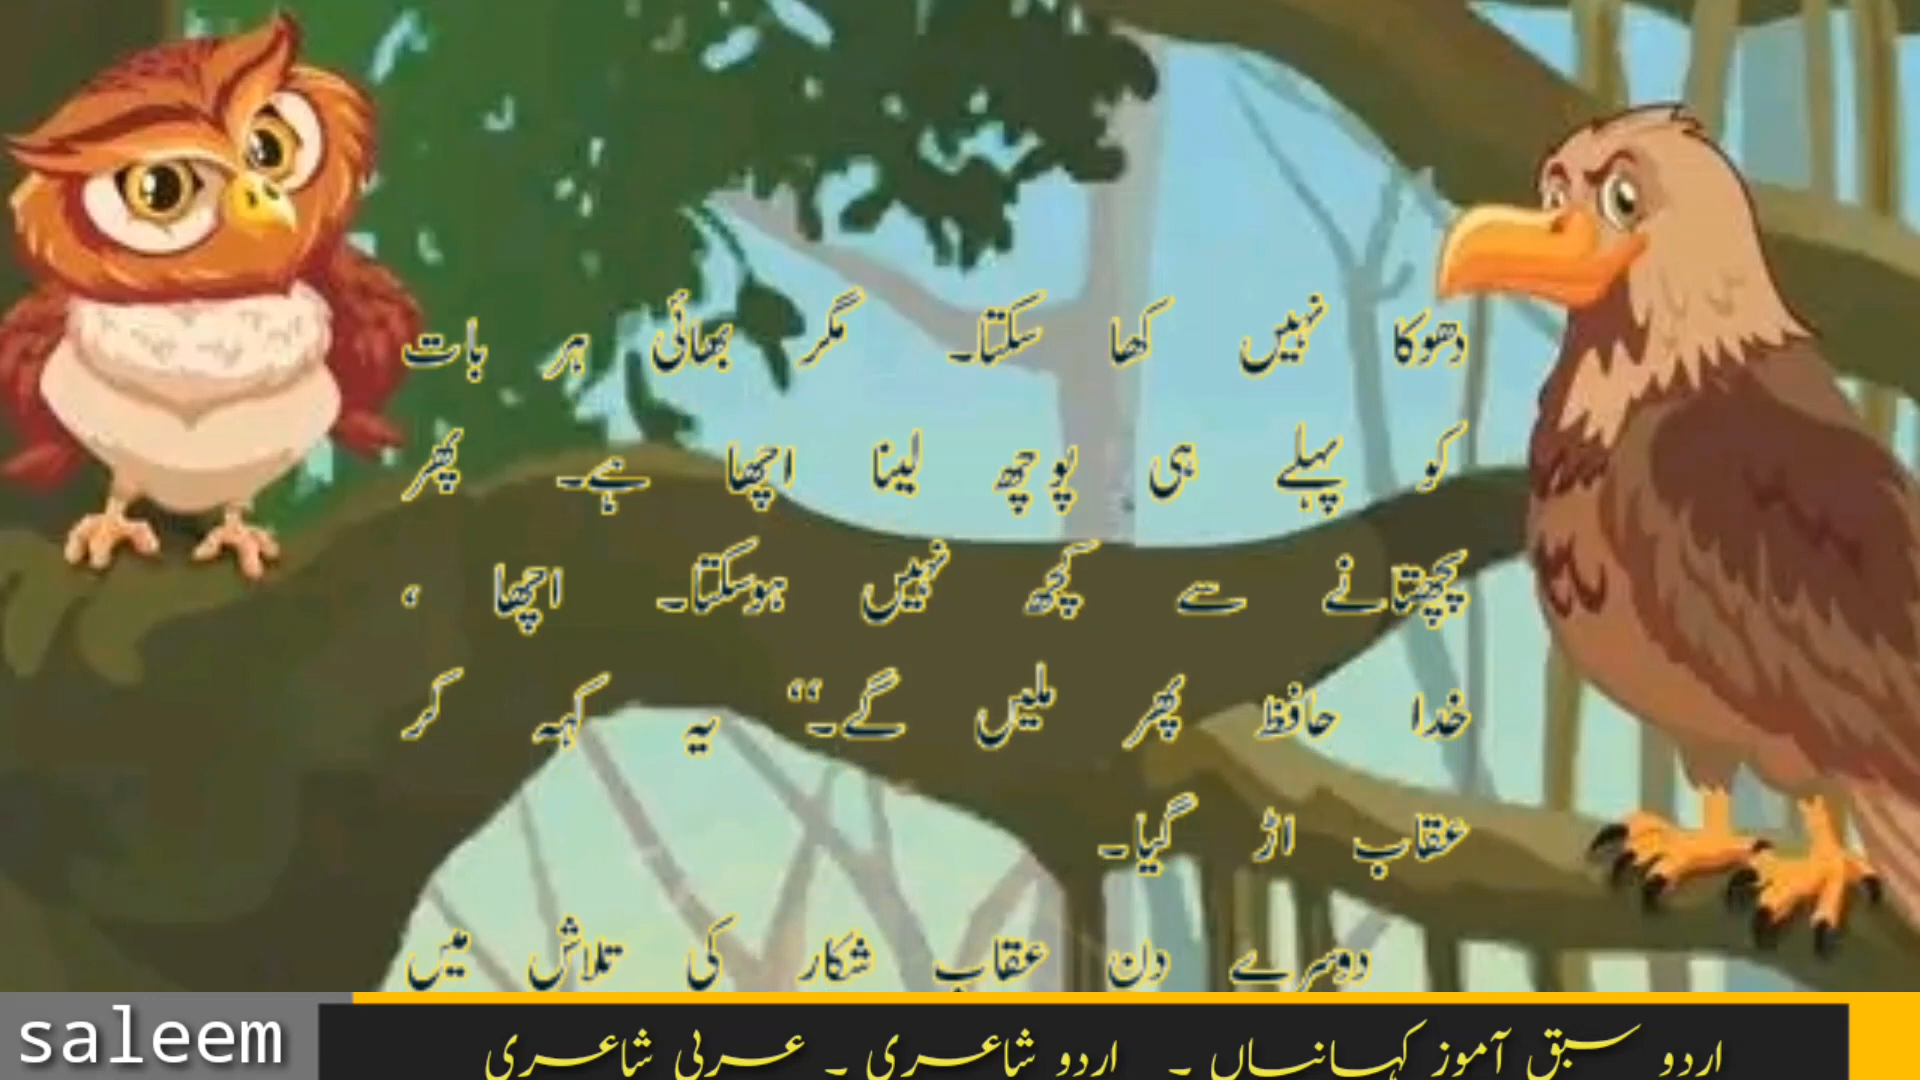 دھوکا نہیں کھا سکتا۔ مگر بھائی ہر بات
کو پہلے ہی پوچھ لینا اچھا ہے۔ پھر
پچھتانے سے کچھ نہیں ہوسکتا۔ اچھا ،
خدا حافظ پھر ملیں گے۔‘‘ یہ کہہ کر
عقاب اڑ گیا۔
دوسرے دن عقاب شکار کی تلاش میں
saleem
اردو سبق آموز کہانیاں ۔ اردو شاعری ۔ عربی شاعری